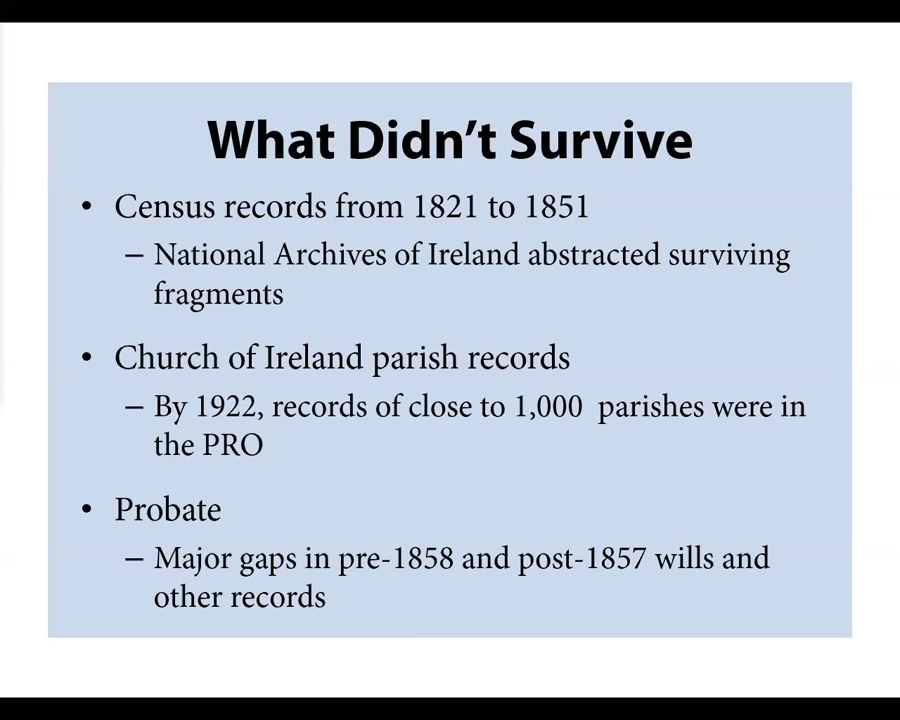 What Didn’t Survive
• Census records from 1821 to 1851
– National Archives of Ireland abstracted surviving
fragments
• Church of Ireland parish records
– By 1922, records of close to 1,000  parishes were in
the PRO
• Probate
– Major gaps in pre-1858 and post-1857 wills and
other records